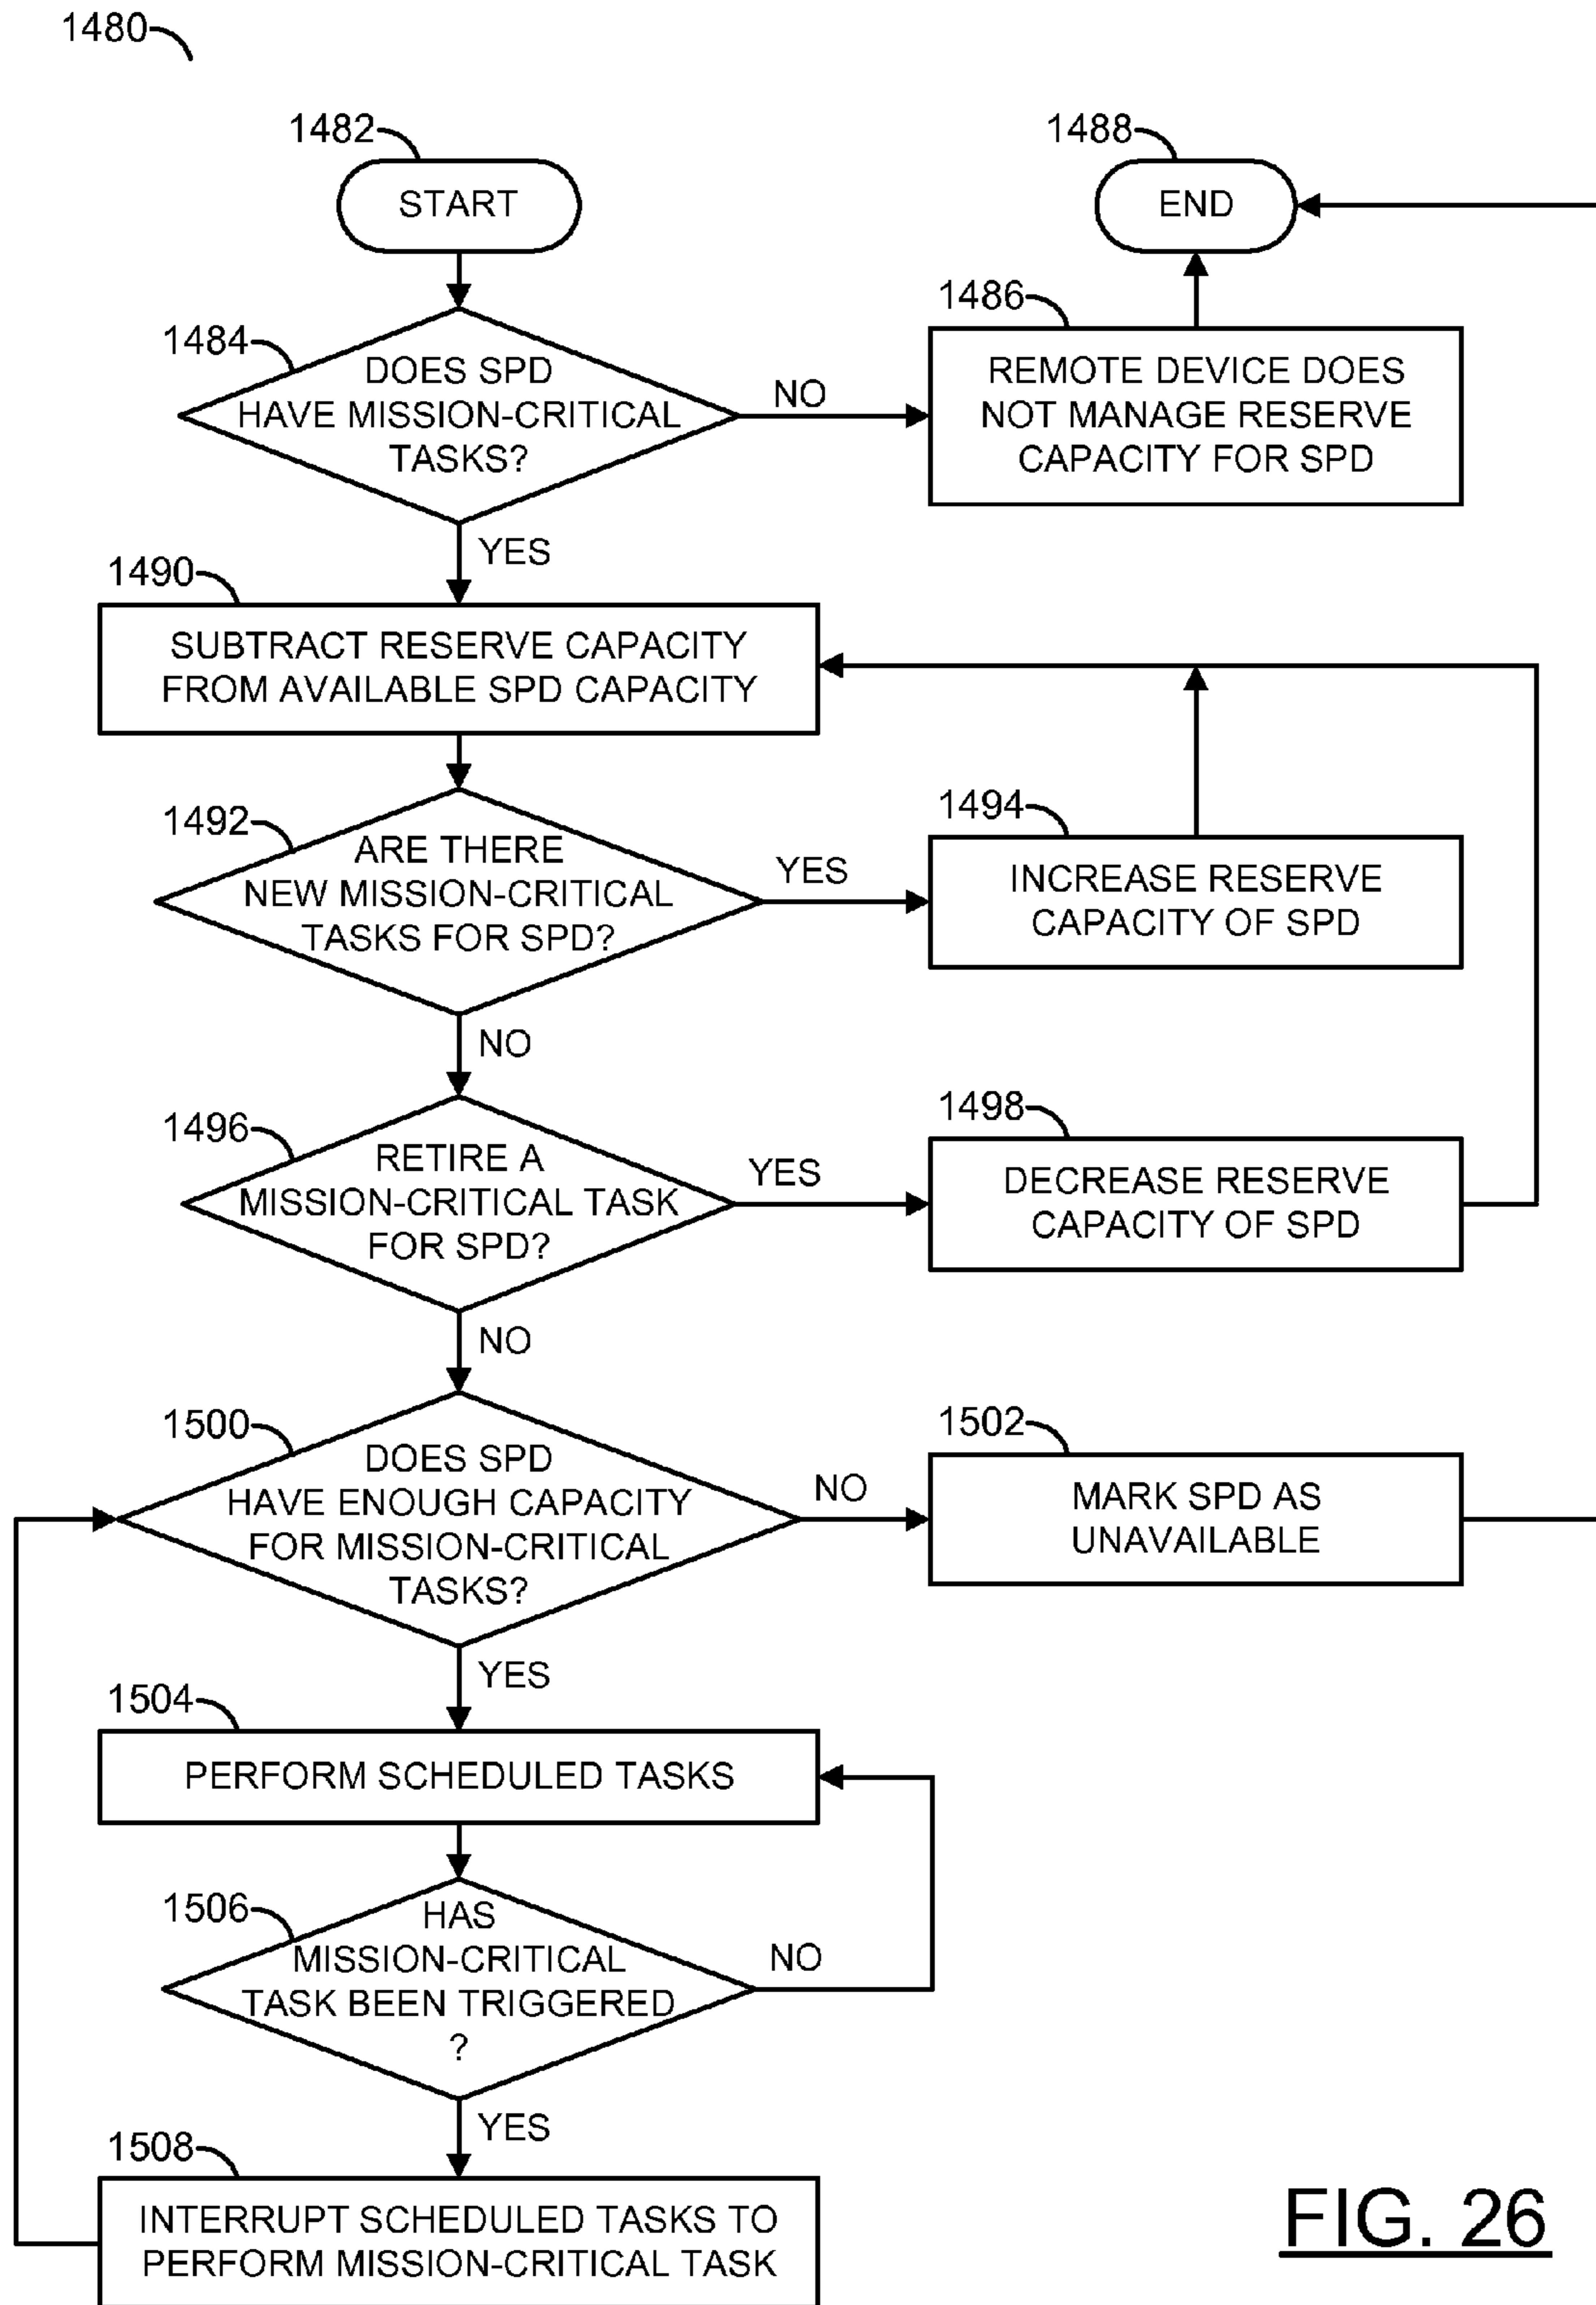 1480
1482
START
1488
END
1484
DOES SPD
HAVE MISSION-CRITICAL
TASKS?
NO
1486
REMOTE DEVICE DOES
NOT MANAGE RESERVE
CAPACITY FOR SPD
YES
1490
SUBTRACT RESERVE CAPACITY
FROM AVAILABLE SPD CAPACITY
1492
ARE THERE
NEW MISSION-CRITICAL
TASKS FOR SPD?
YES
1494
INCREASE RESERVE
CAPACITY OF SPD
NO
1496
RETIRE A
MISSION-CRITICAL TASK
FOR SPD?
YES
1498
DECREASE RESERVE
CAPACITY OF SPD
NO
1500
DOES SPD
HAVE ENOUGH CAPACITY
FOR MISSION-CRITICAL
TASKS?
NO
1502
MARK SPD AS
UNAVAILABLE
YES
1504
PERFORM SCHEDULED TASKS
1506
HAS
MISSION-CRITICAL
TASK BEEN TRIGGERED
?
NO
YES
1508
INTERRUPT SCHEDULED TASKS TO
PERFORM MISSION-CRITICAL TASK
FIG. 26